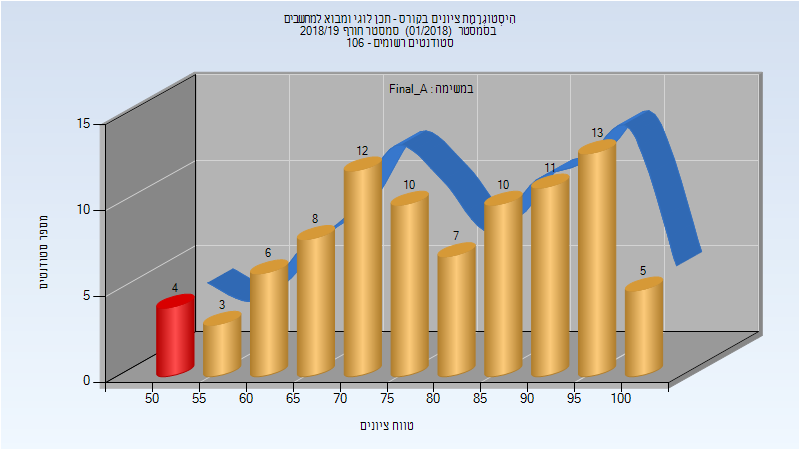 היסטוגרמת ציונים בקורס - תכן לוגי ומבוא למחשבים
בסמסטר (01/2018) סמסטר חורף 2018/19
סטודנטים רשומים - 106
במשימה : Final_A
מספר סטודנטים
15
10
5
0
4
3
6
8
12
10
7
10
11
13
5
50 55 60 65 70 75 80 85 90 95 100
טווח ציונים